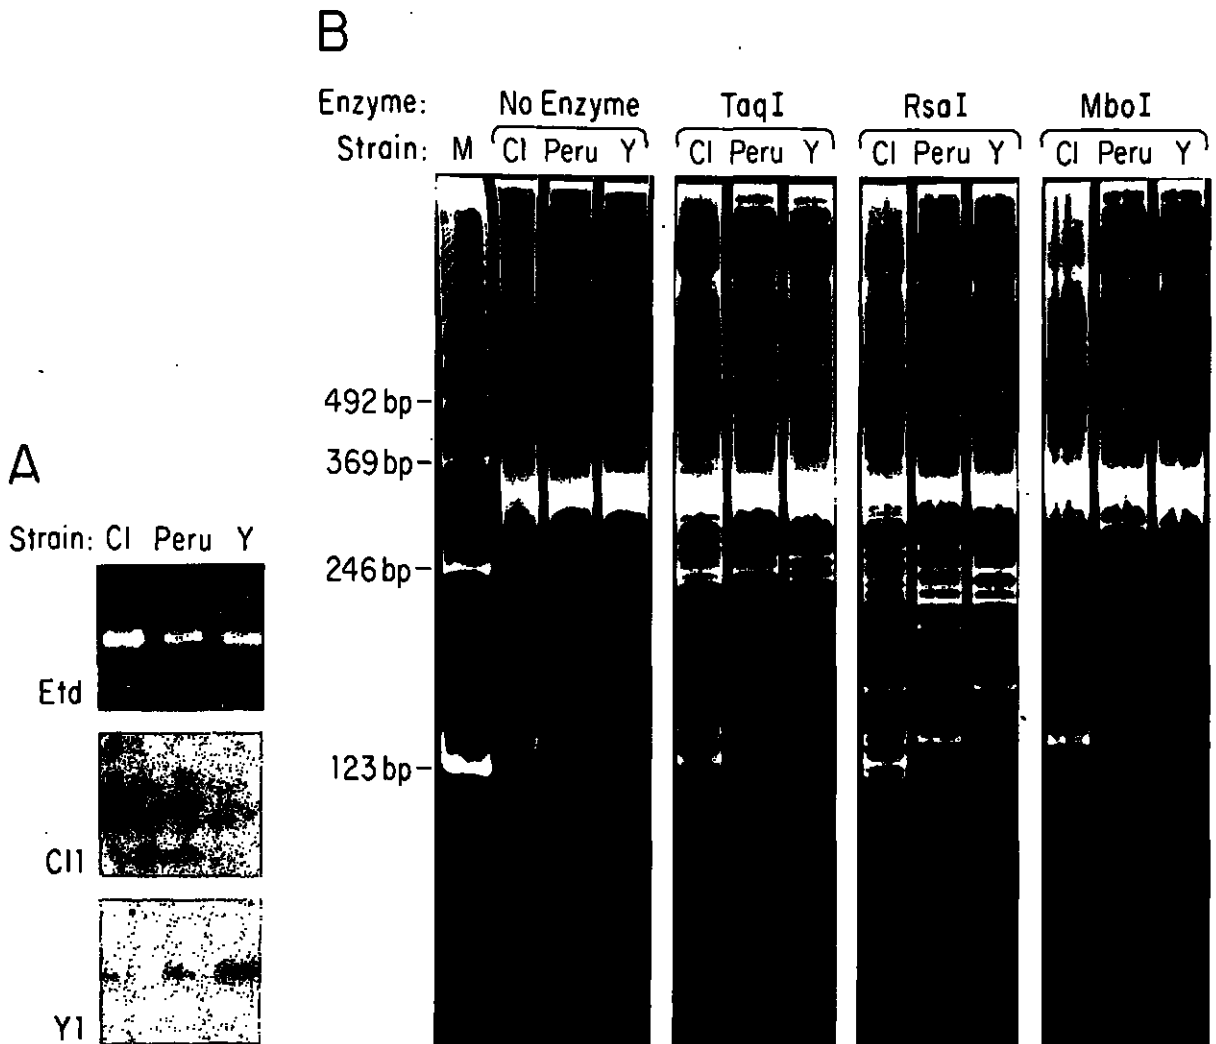 B
Enzyme: No Enzyme TaqI RsaI MboI
Strain: M Cl Peru Y Cl Peru Y Cl Peru Y Cl Peru Y
492 bp-
369 bp-
A
Strain: Cl Peru Y
246 bp-
Etd
123 bp-
Cl1
Y1